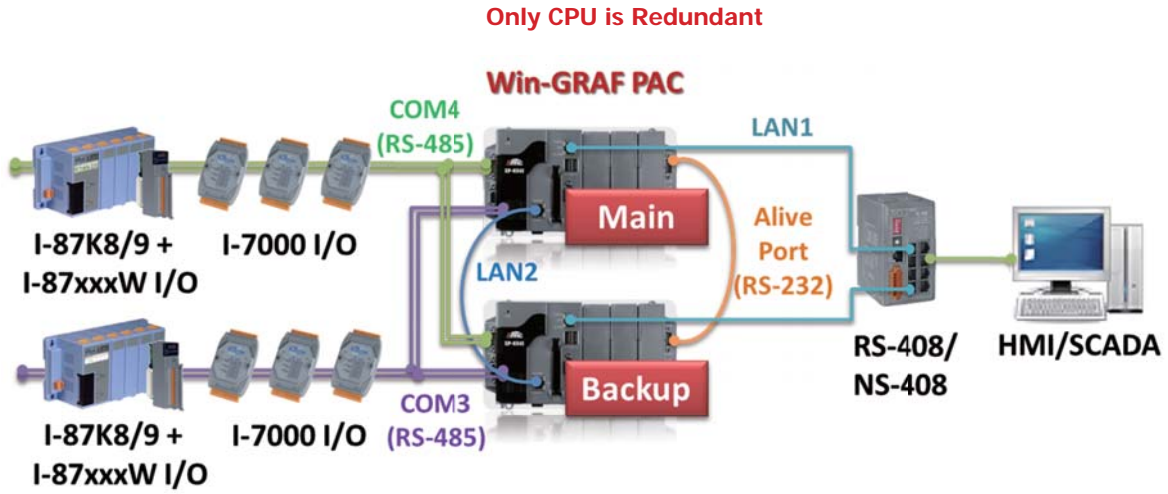 Only CPU is Redundant
Win-GRAF PAC
COM4
(RS-485)
LAN1
Main
Alive
Port
(RS-232)
I-87K8/9 +
I-87xxxW I/O
I-7000 I/O
LAN2
RS-408/
NS-408
HMI/SCADA
Backup
COM3
(RS-485)
I-87K8/9 +
I-87xxxW I/O
I-7000 I/O